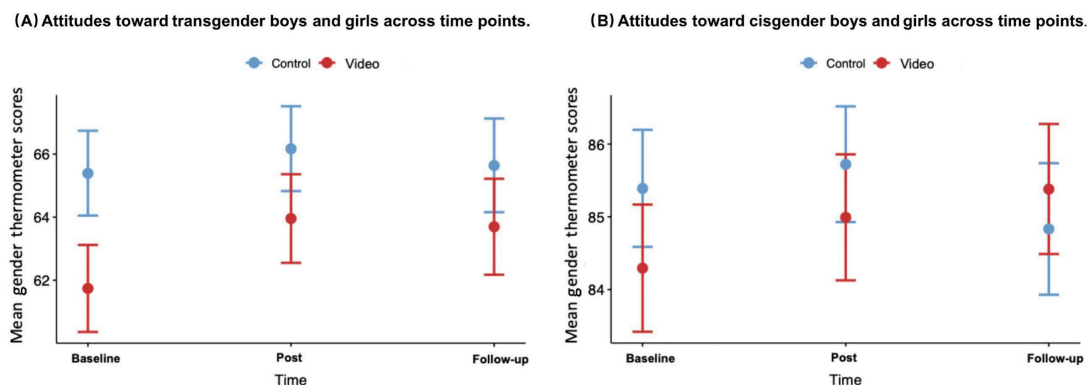 (A) Attitudes toward transgender boys and girls across time points.
Control Video
Mean gender thermometer scores
66
64
62
Baseline Post Follow-up
Time
(B) Attitudes toward cisgender boys and girls across time points.
Control Video
Mean gender thermometer scores
86
85
84
Baseline Post Follow-up
Time